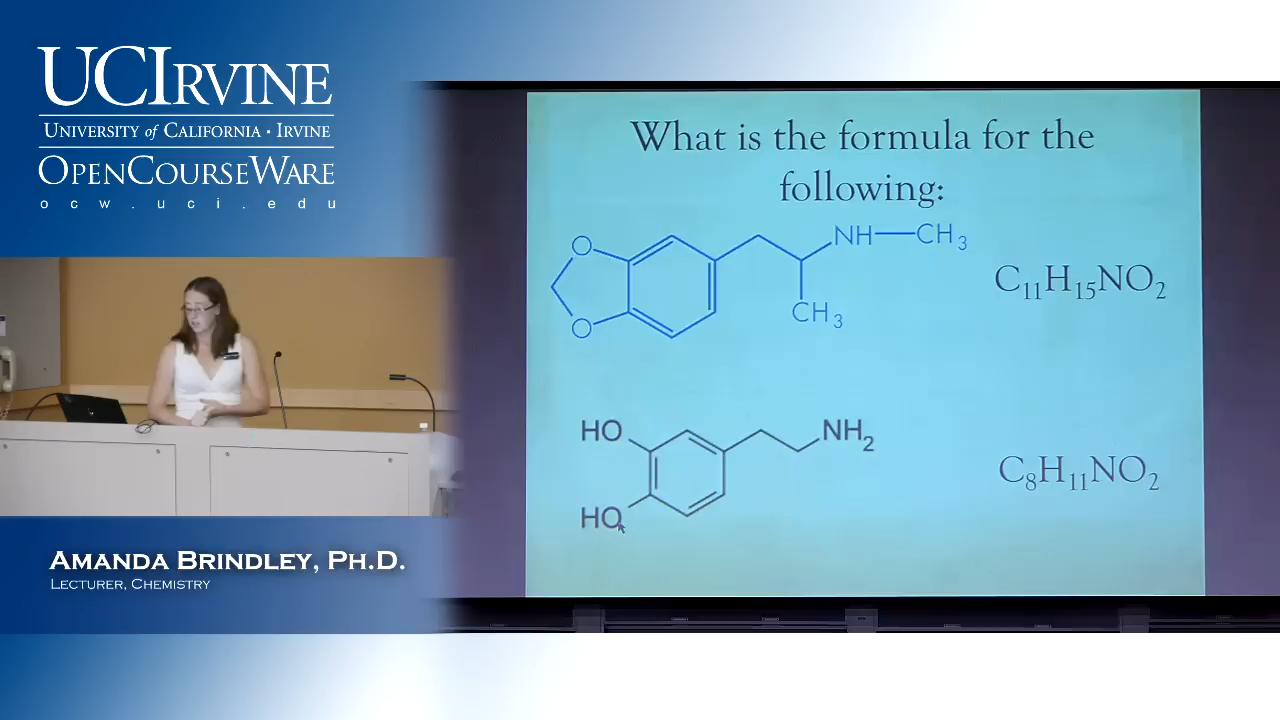 UCIRVINE
UNIVERSITY of CALIFORNIA · IRVINE
OPENCOURSEWARE
ocw.uci.edu
What is the formula for the
following:
O
NH
CH₃
C₁₁H₁₅NO₂
CH₃
O
HO
NH₂
C₈H₁₁NO₂
HO
AMANDA BRINDLEY, PH.D.
LECTURER, CHEMISTRY